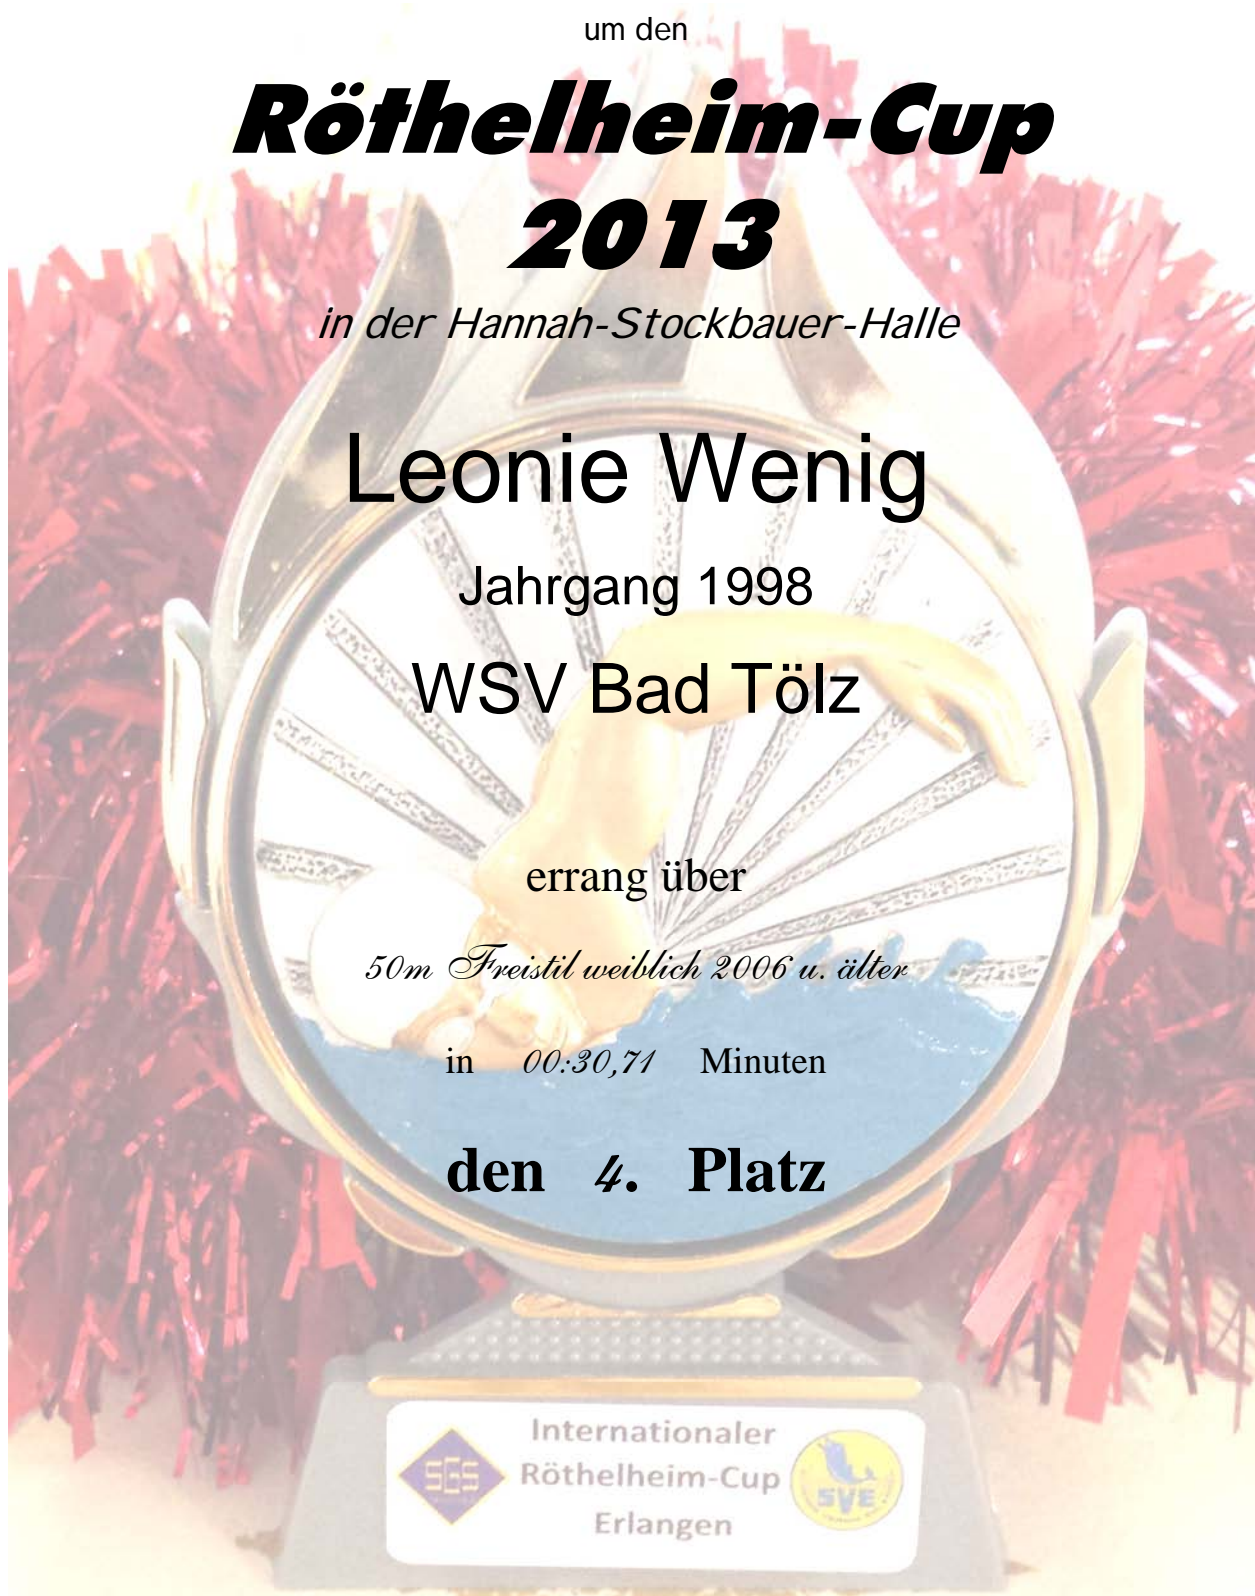 um den
Röthelheim-Cup
2013
in der Hannah-Stockbauer-Halle
Leonie Wenig
Jahrgang 1998
WSV Bad Tölz
errang über
50m Freistil weiblich 2006 u. älter
in 00:30,71 Minuten
den 4. Platz
Internationaler
SGS Röthelheim-Cup SVE
Erlangen